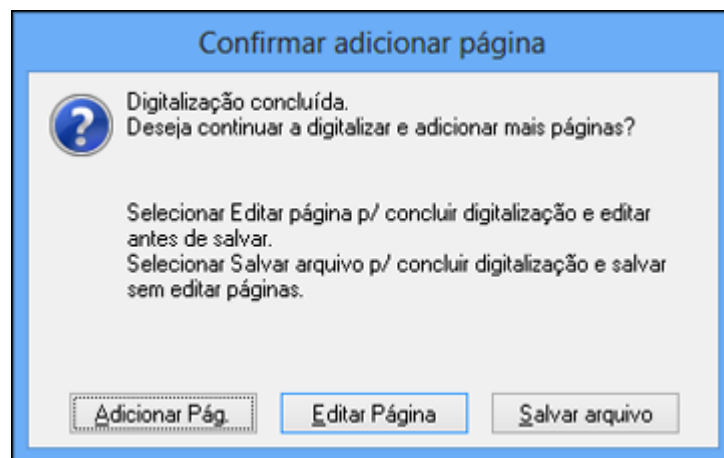 Confirmar adicionar página
Digitalização concluída.
Deseja continuar a digitalizar e adicionar mais páginas?
Selecionar Editar página p/ concluir digitalização e editar
antes de salvar.
Selecionar Salvar arquivo p/ concluir digitalização e salvar
sem editar páginas.
Adicionar Pág. Editar Página Salvar arquivo